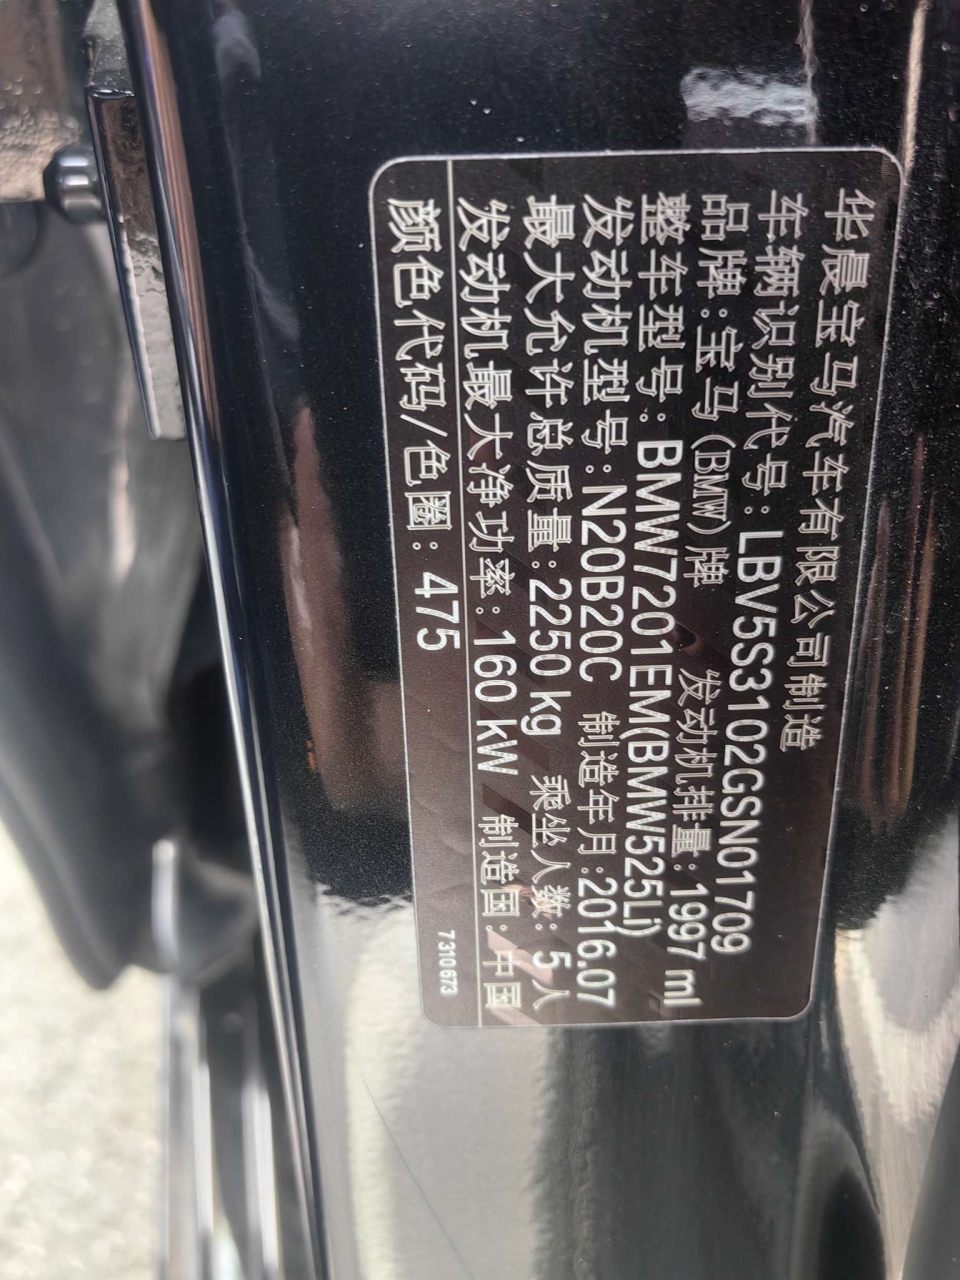 华晨宝马汽车有限公司制造
车辆识别代号:LBV5S3102GSN01709
品牌:宝马(BMW)牌 发动机排量:1997 ml
整车型号:BMW7201EM(BMW525Li)
发动机型号:N20B20C 制造年月:2016.07
最大允许总质量:2250 kg 乘坐人数:5人
发动机最大净功率:160 kW 制造国:中国
颜色代码/色圈:475
7310673